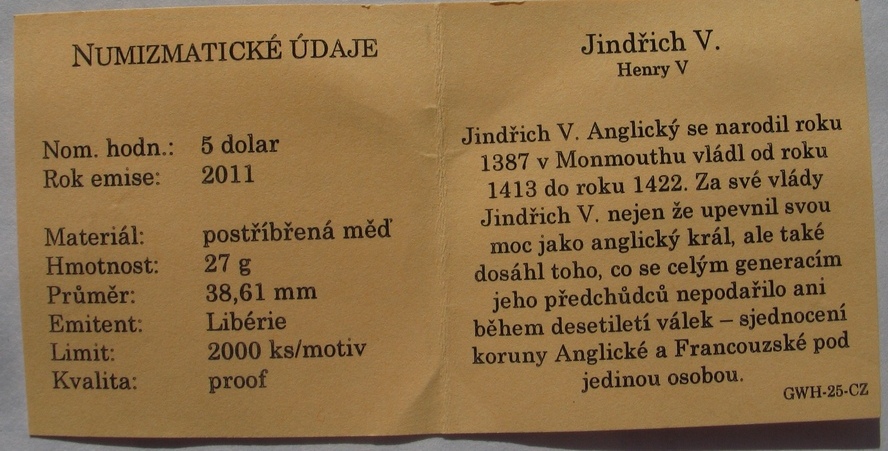 NUMIZMATICKÉ ÚDAJE
Nom. hodn.: 5 dolar
Rok emise: 2011
Materiál: postříbřená měď
Hmotnost: 27 g
Průměr: 38,61 mm
Emitent: Libérie
Limit: 2000 ks/motiv
Kvalita: proof
Jindřich V.
Henry V
Jindřich V. Anglický se narodil roku
1387 v Monmouthu vládl od roku
1413 do roku 1422. Za své vlády
Jindřich V. nejen že upevnil svou
moc jako anglický král, ale také
dosáhl toho, co se celým generacím
jeho předchůdců nepodařilo ani
během desetiletí válek – sjednocení
koruny Anglické a Francouzské pod
jedinou osobou.
GWH-25-CZ